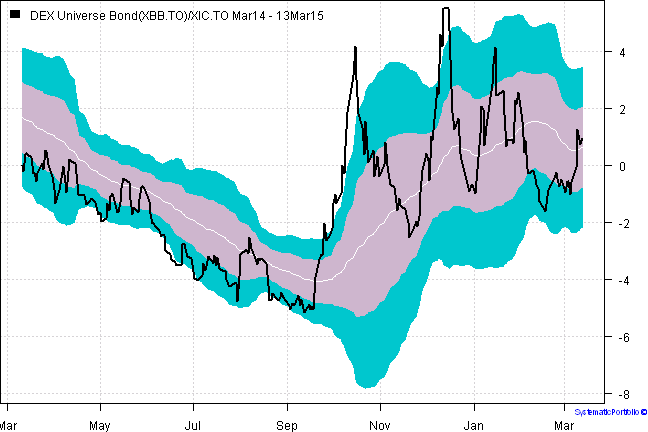 DEX Universe Bond(XBB.TO)/XIC.TO Mar14 - 13Mar15
4
2
0
-2
-4
-6
-8
Mar May Jul Sep Nov Jan Mar
SystematicPortfolio ©